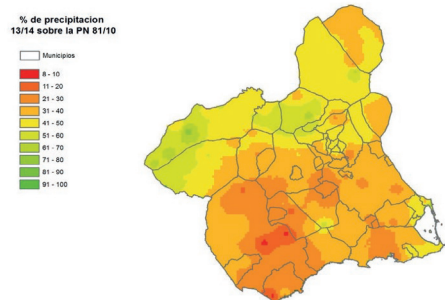 % de precipitacion
13/14 sobre la PN 81/10
Municipios
8 - 10
11 - 20
21 - 30
31 - 40
41 - 50
51 - 60
61 - 70
71 - 80
81 - 90
91 - 100